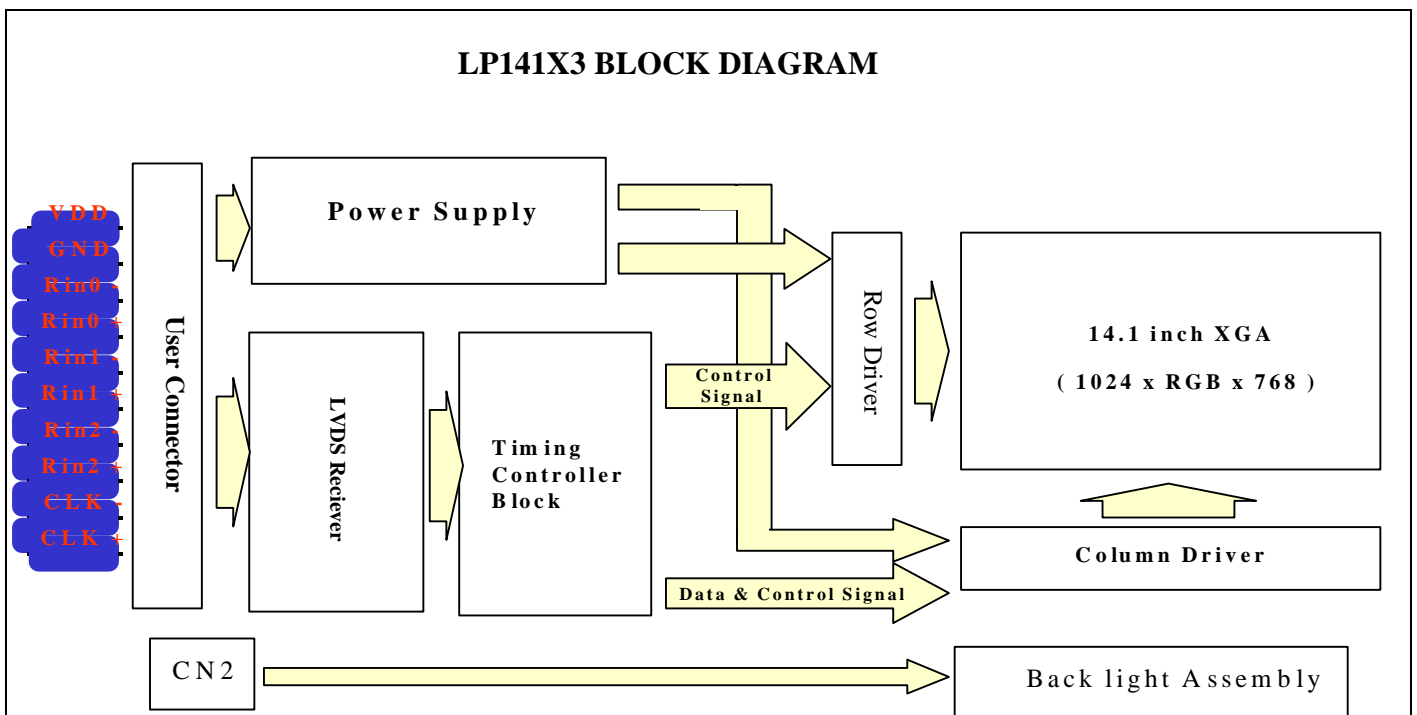 LP141X3 BLOCK DIAGRAM
VDD
GND
Rin0 -
Rin0 +
Rin1 -
Rin1 +
Rin2 -
Rin2 +
CLK -
CLK +
User Connector
Power Supply
LVDS Reciever
Timing
Controller
Block
Control
Signal
Data & Control Signal
Row Driver
14.1 inch XGA
( 1024 x RGB x 768 )
Column Driver
CN2
Back light Assembly